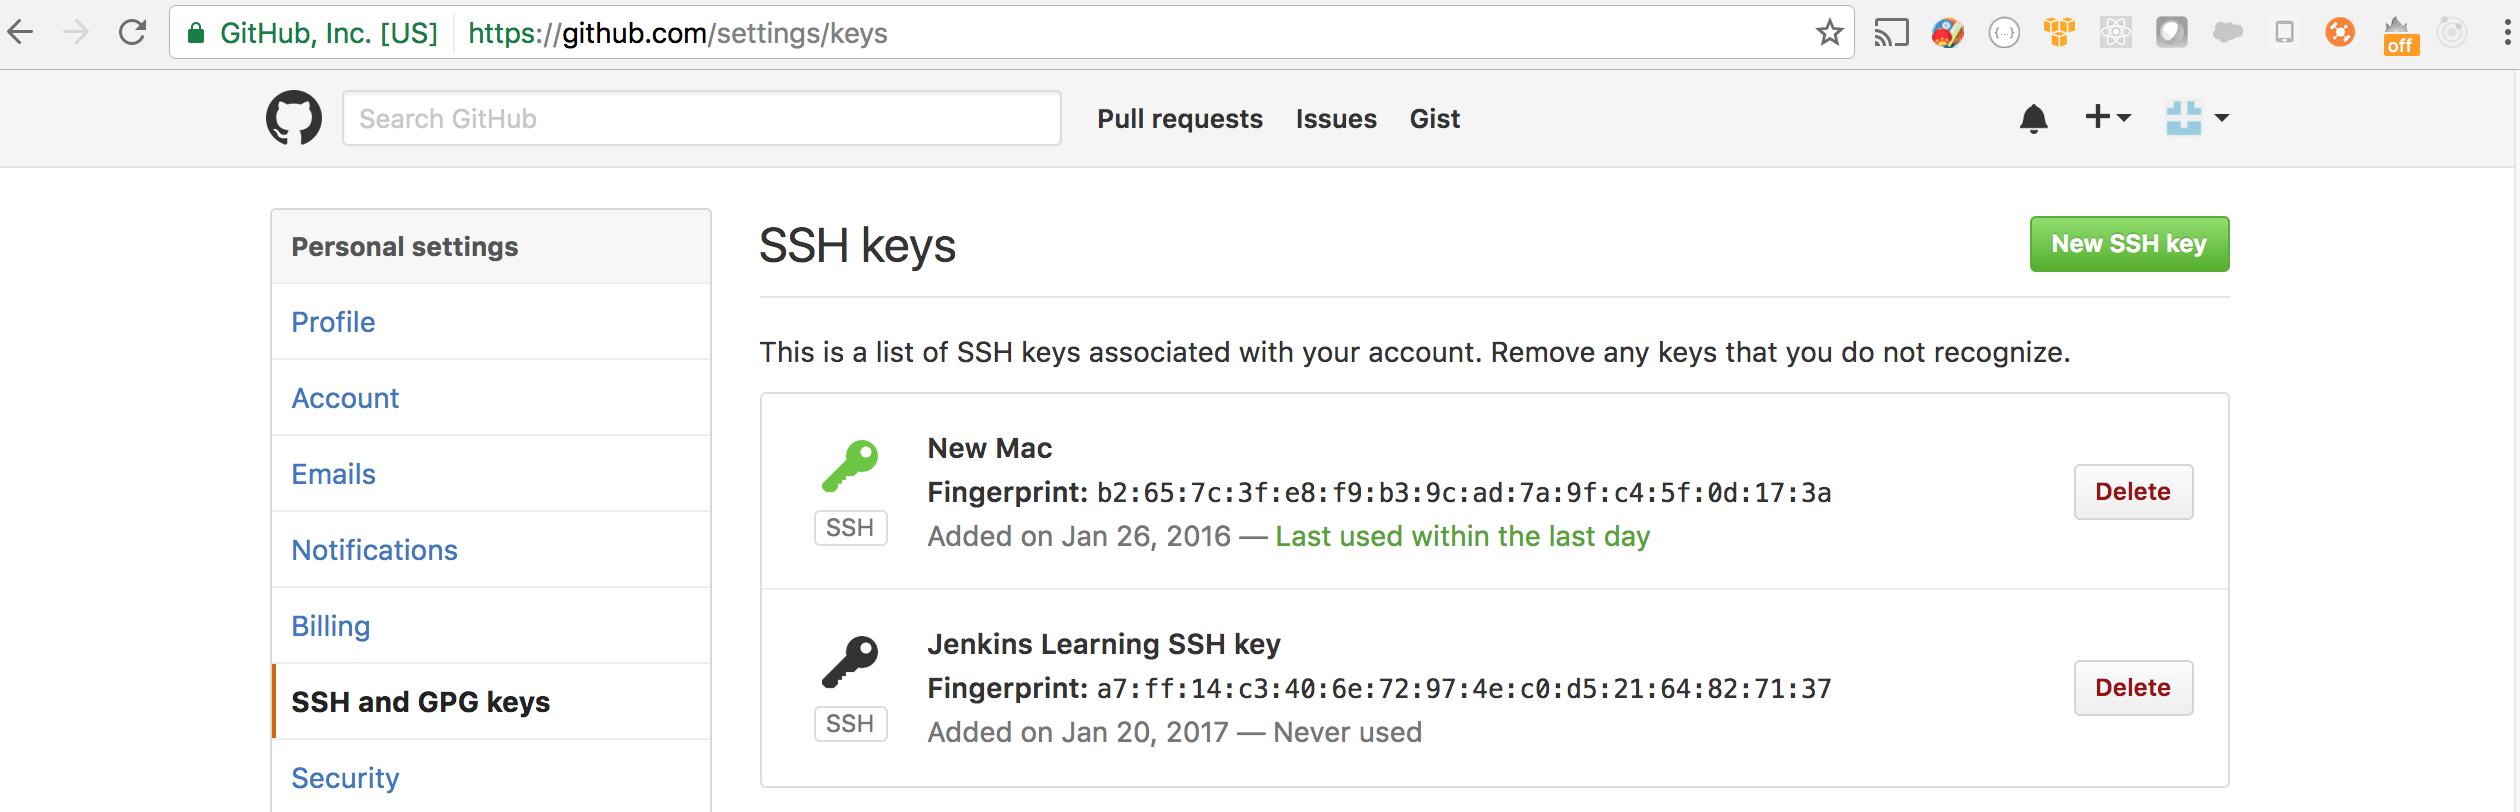 GitHub, Inc. [US] https://github.com/settings/keys
off
Search GitHub
Pull requests Issues Gist
Personal settings
Profile
Account
Emails
Notifications
Billing
SSH and GPG keys
Security
SSH keys
New SSH key
This is a list of SSH keys associated with your account. Remove any keys that you do not recognize.
New Mac
Fingerprint: b2:65:7c:3f:e8:f9:b3:9c:ad:7a:9f:c4:5f:0d:17:3a
SSH
Added on Jan 26, 2016 — Last used within the last day
Delete
Jenkins Learning SSH key
Fingerprint: a7:ff:14:c3:40:6e:72:97:4e:c0:d5:21:64:82:71:37
SSH
Added on Jan 20, 2017 — Never used
Delete